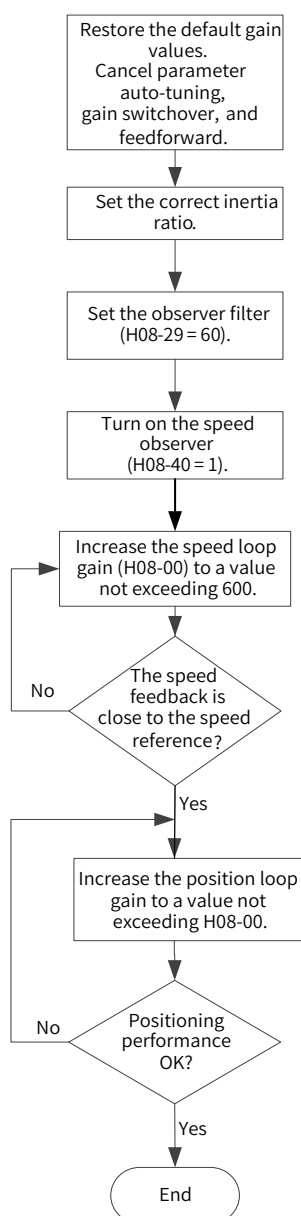 Restore the default gain
values.
Cancel parameter
auto-tuning,
gain switchover, and
feedforward.
Set the correct inertia
ratio.
Set the observer filter
(H08-29 = 60).
Turn on the speed
observer
(H08-40 = 1).
Increase the speed loop
gain (H08-00) to a value
not exceeding 600.
No
The speed
feedback is
close to the speed
reference?
Yes
Increase the position loop
gain to a value not
exceeding H08-00.
No
Positioning
performance
OK?
Yes
End